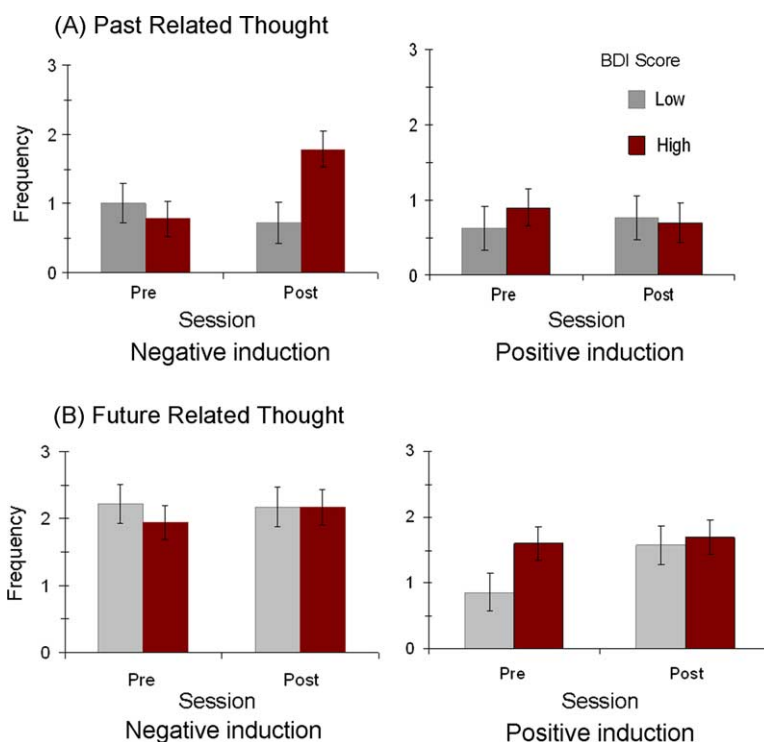 (A) Past Related Thought
3
2
1
0
Frequency
Pre
Post
Session
Negative induction
3
2
1
0
BDI Score
Low
High
Pre
Post
Session
Positive induction
(B) Future Related Thought
3
2
1
0
Frequency
Pre
Post
Session
Negative induction
3
2
1
0
Pre
Post
Session
Positive induction